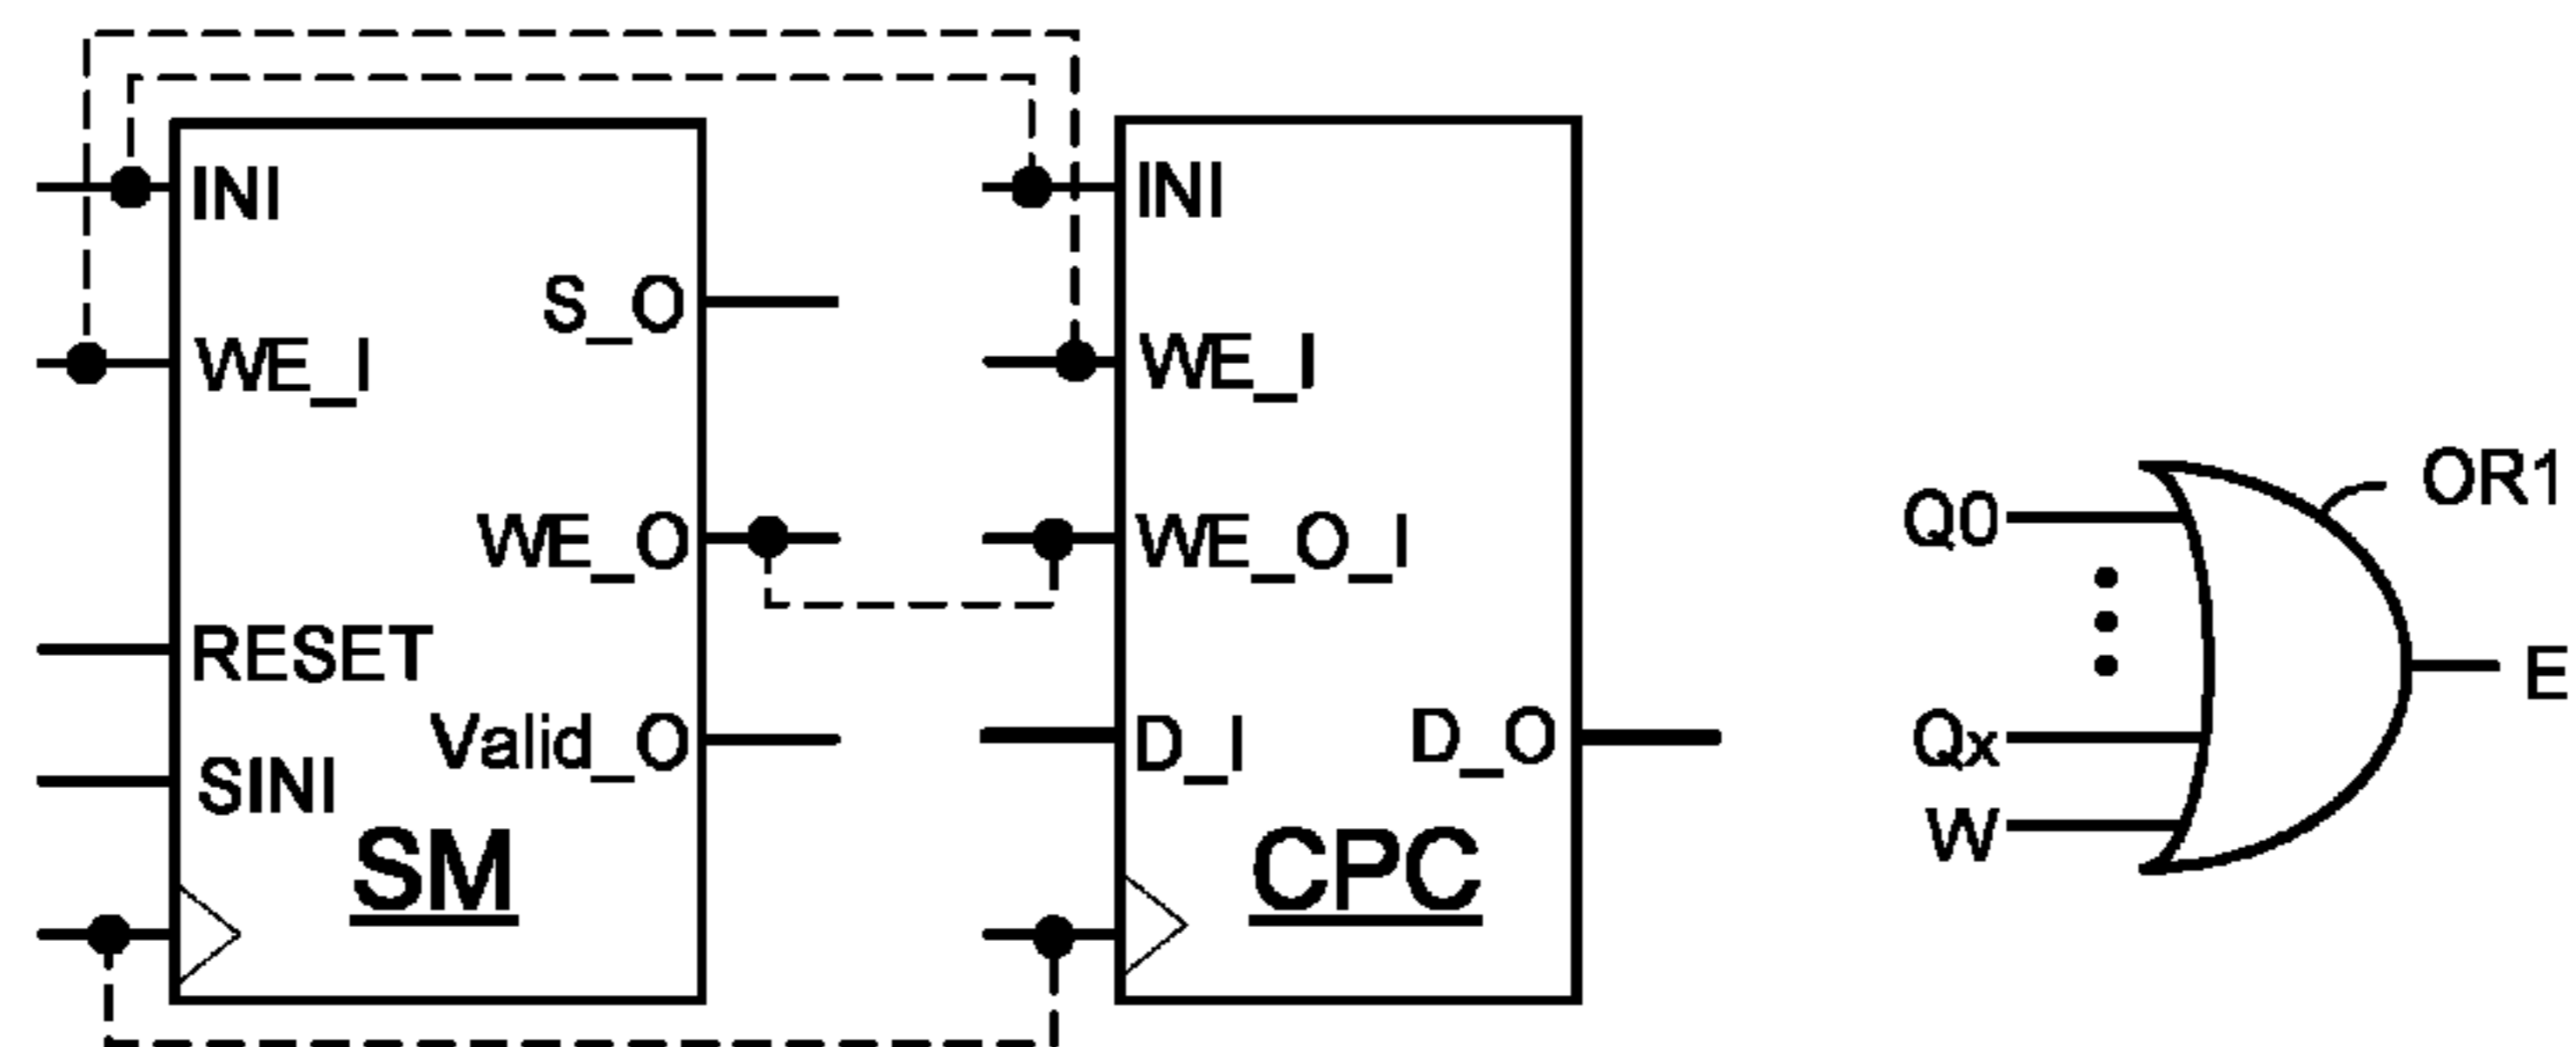 INI
WE_I
RESET
SINI
S_O
WE_O
Valid_O
SM
INI
WE_I
WE_O_I
D_I
D_O
CPC
Q0
Qx
W
OR1
E